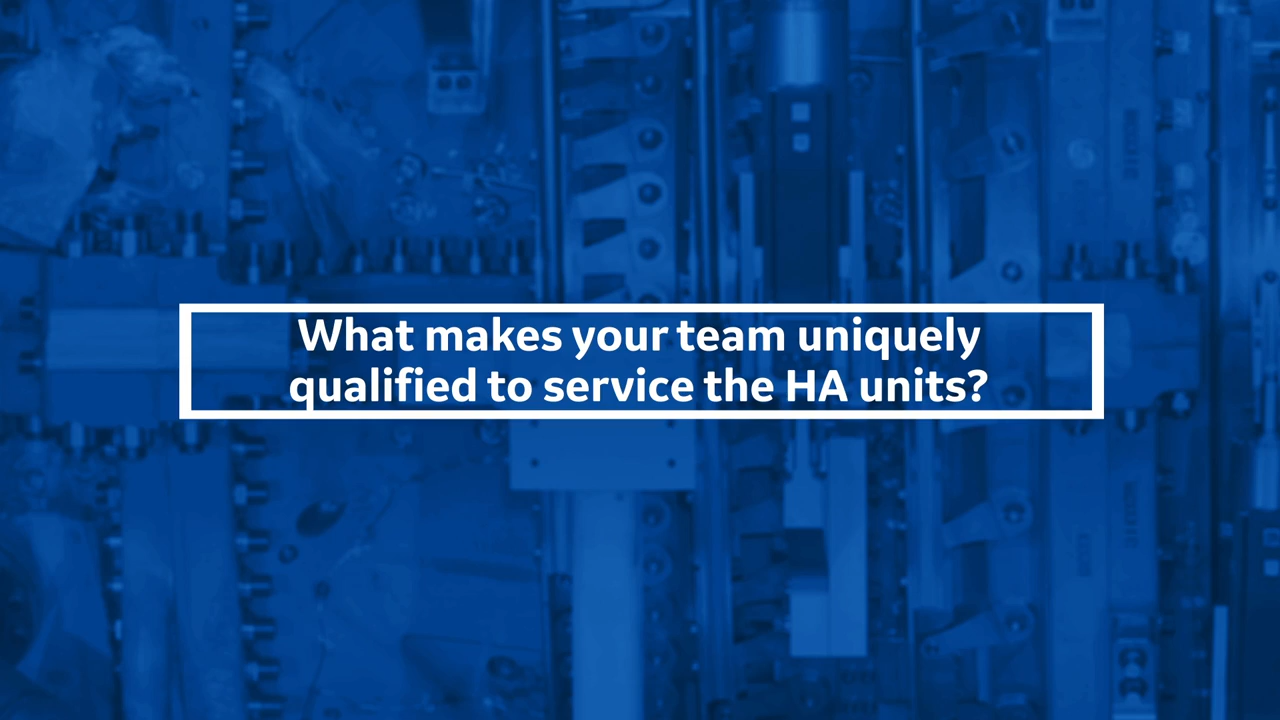 What makes your team uniquely
qualified to service the HA units?